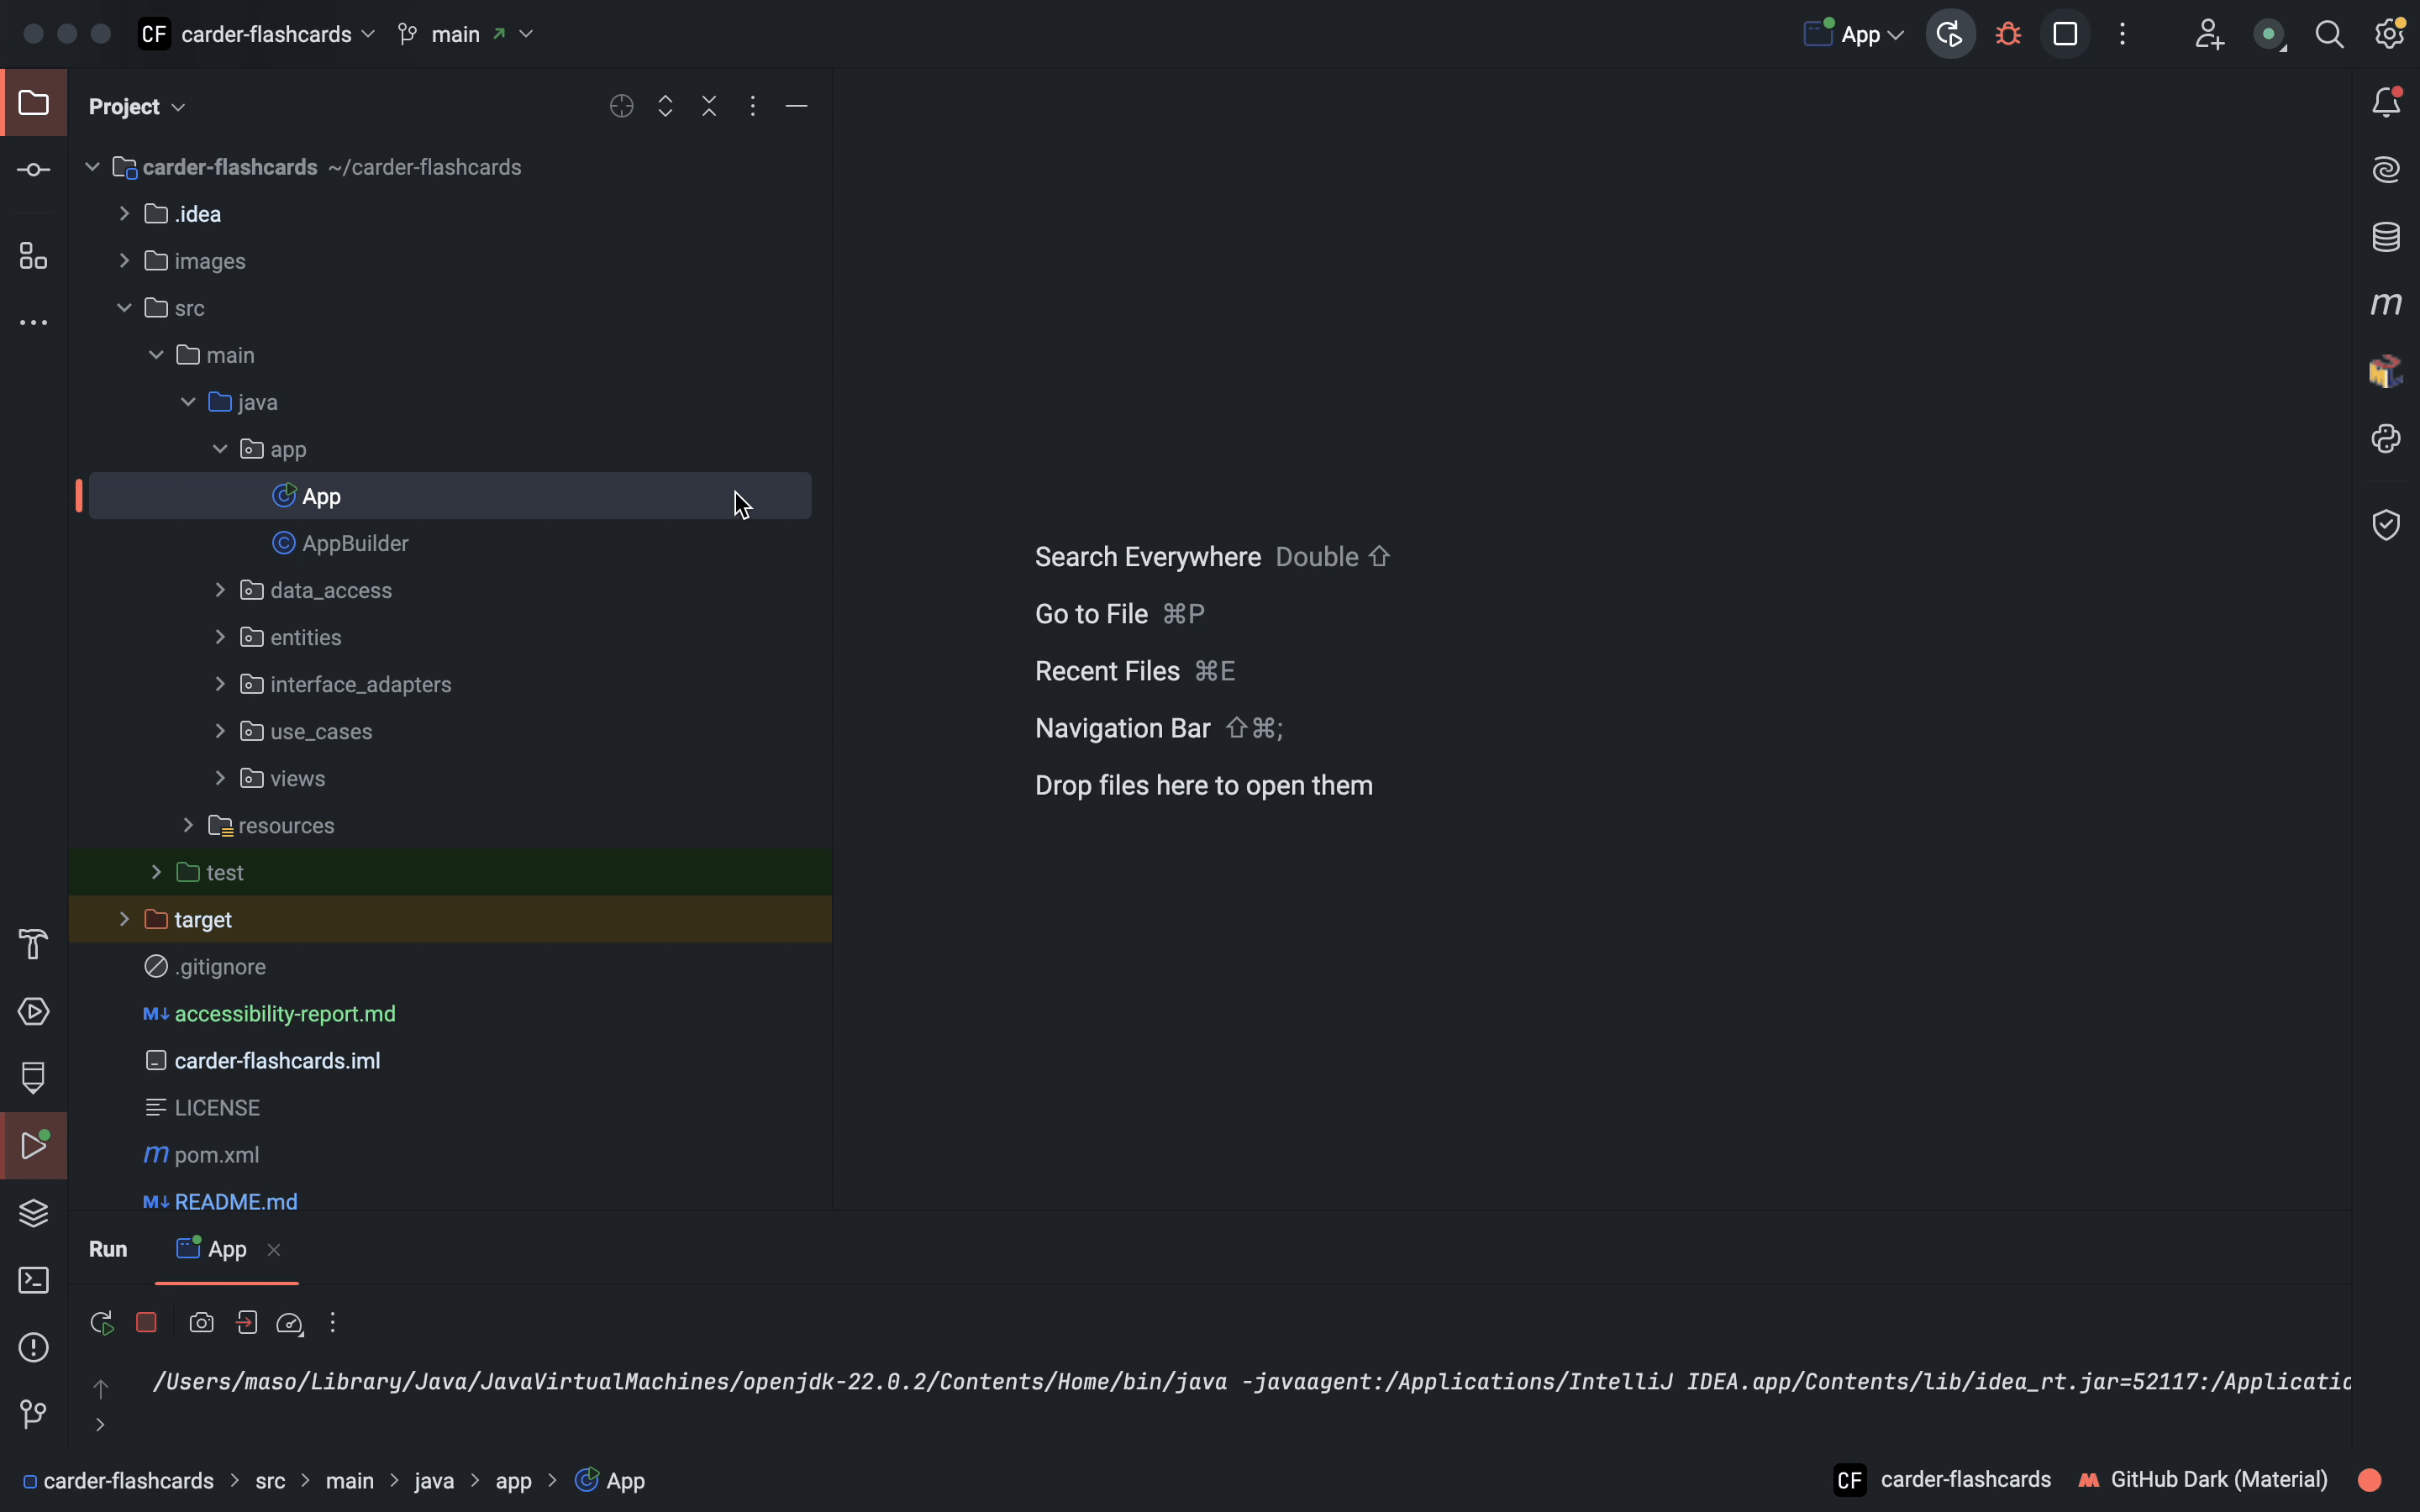 CF carder-flashcards main App
Project
carder-flashcards ~/carder-flashcards
.idea
images
src
main
java
app
App
AppBuilder
data_access
entities
interface_adapters
use_cases
views
resources
test
target
.gitignore
M↓ accessibility-report.md
carder-flashcards.iml
LICENSE
m pom.xml
M↓ README.md
Search Everywhere Double ⇧
Go to File ⌘P
Recent Files ⌘E
Navigation Bar ⇧⌘;
Drop files here to open them
m
Run App
/Users/maso/Library/Java/JavaVirtualMachines/openjdk-22.0.2/Contents/Home/bin/java -javaagent:/Applications/IntelliJ IDEA.app/Contents/lib/idea_rt.jar=52117:/Applicatio
carder-flashcards > src > main > java > app > App
CF carder-flashcards GitHub Dark (Material)